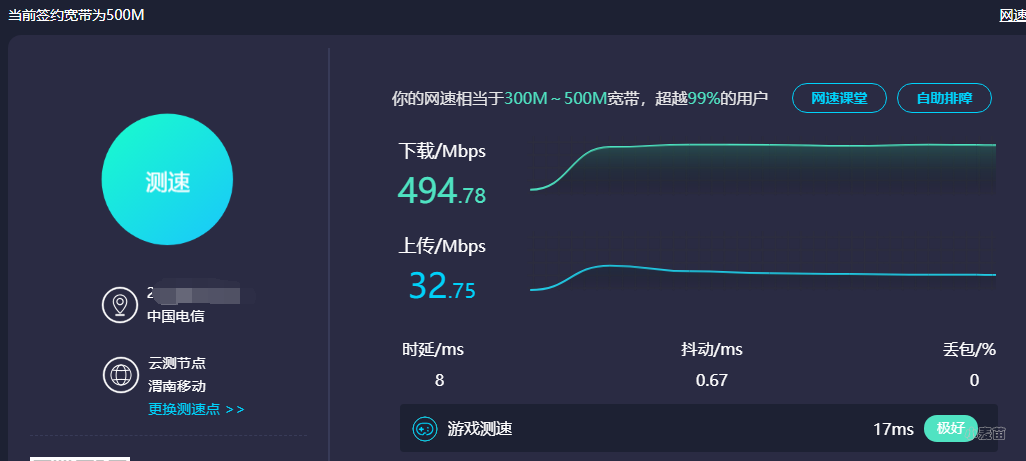 当前签约宽带为500M
网速
你的网速相当于300M～500M宽带，超越99%的用户
网速课堂
自助排障
测速
下载/Mbps
494.78
上传/Mbps
32.75
2
中国电信
云测节点
渭南移动
更换测速点 >>
时延/ms
抖动/ms
丢包/%
8
0.67
0
游戏测速
17ms
极好